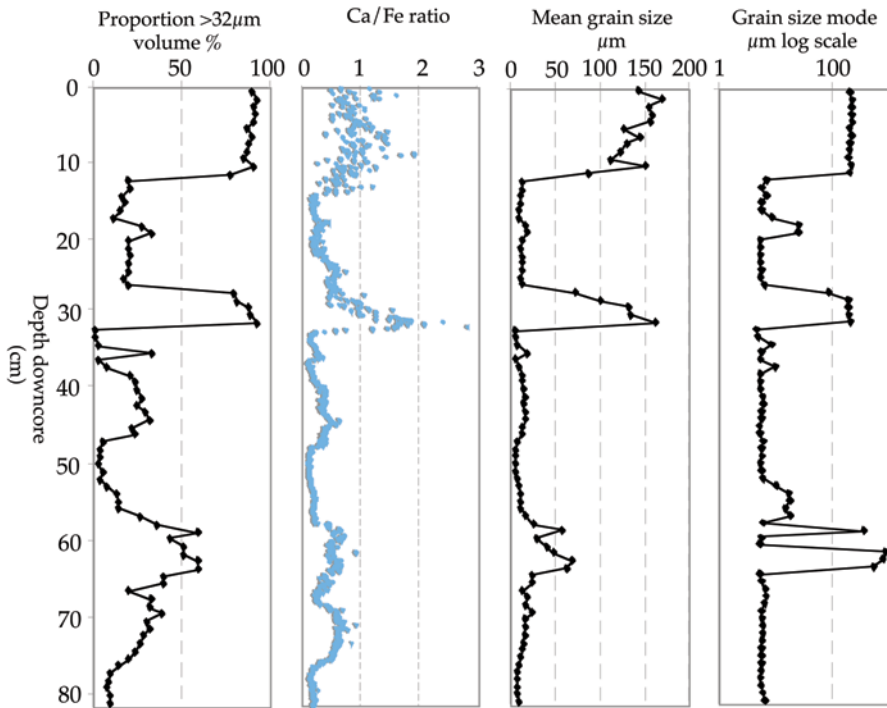 Proportion >32µm
volume %
0 50 100
Ca/Fe ratio
0 1 2 3
Mean grain size
µm
0 50 100 150 200
Grain size mode
µm log scale
1 100
Depth downcore
(cm)
0
10
20
30
40
50
60
70
80